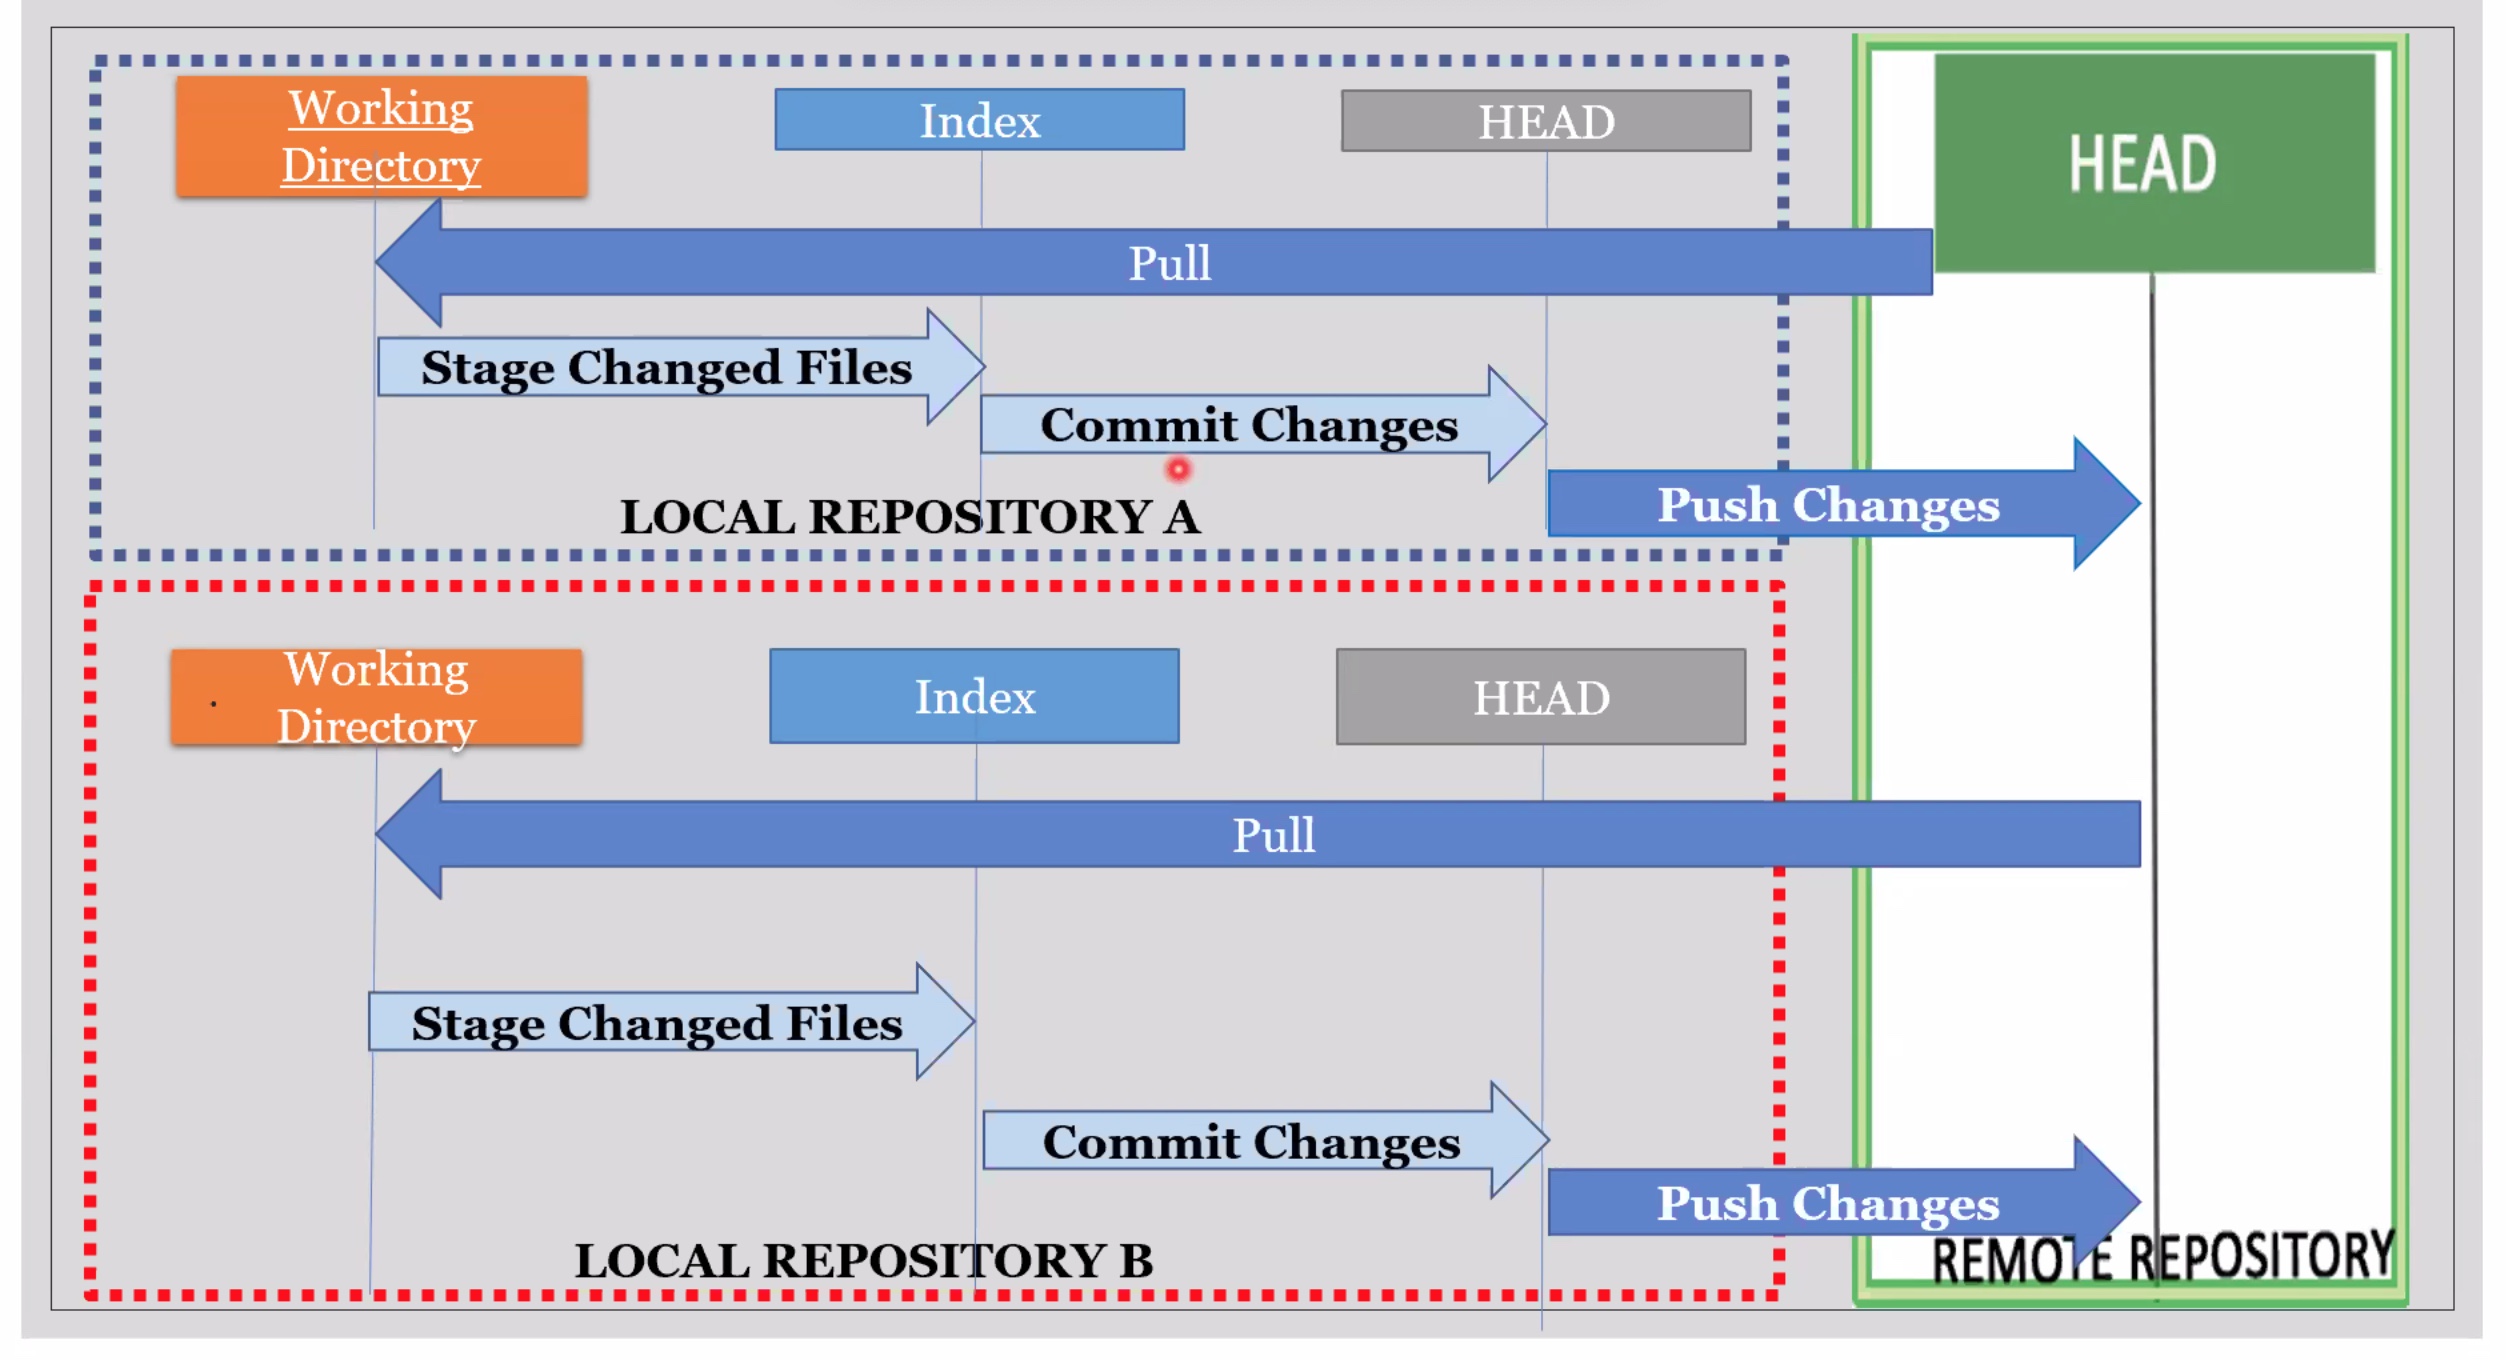 Working
Directory
Index
HEAD
HEAD
Pull
Stage Changed Files
Commit Changes
Push Changes
LOCAL REPOSITORY A
Working
Directory
Index
HEAD
Pull
Stage Changed Files
Commit Changes
Push Changes
LOCAL REPOSITORY B
REMOTE REPOSITORY